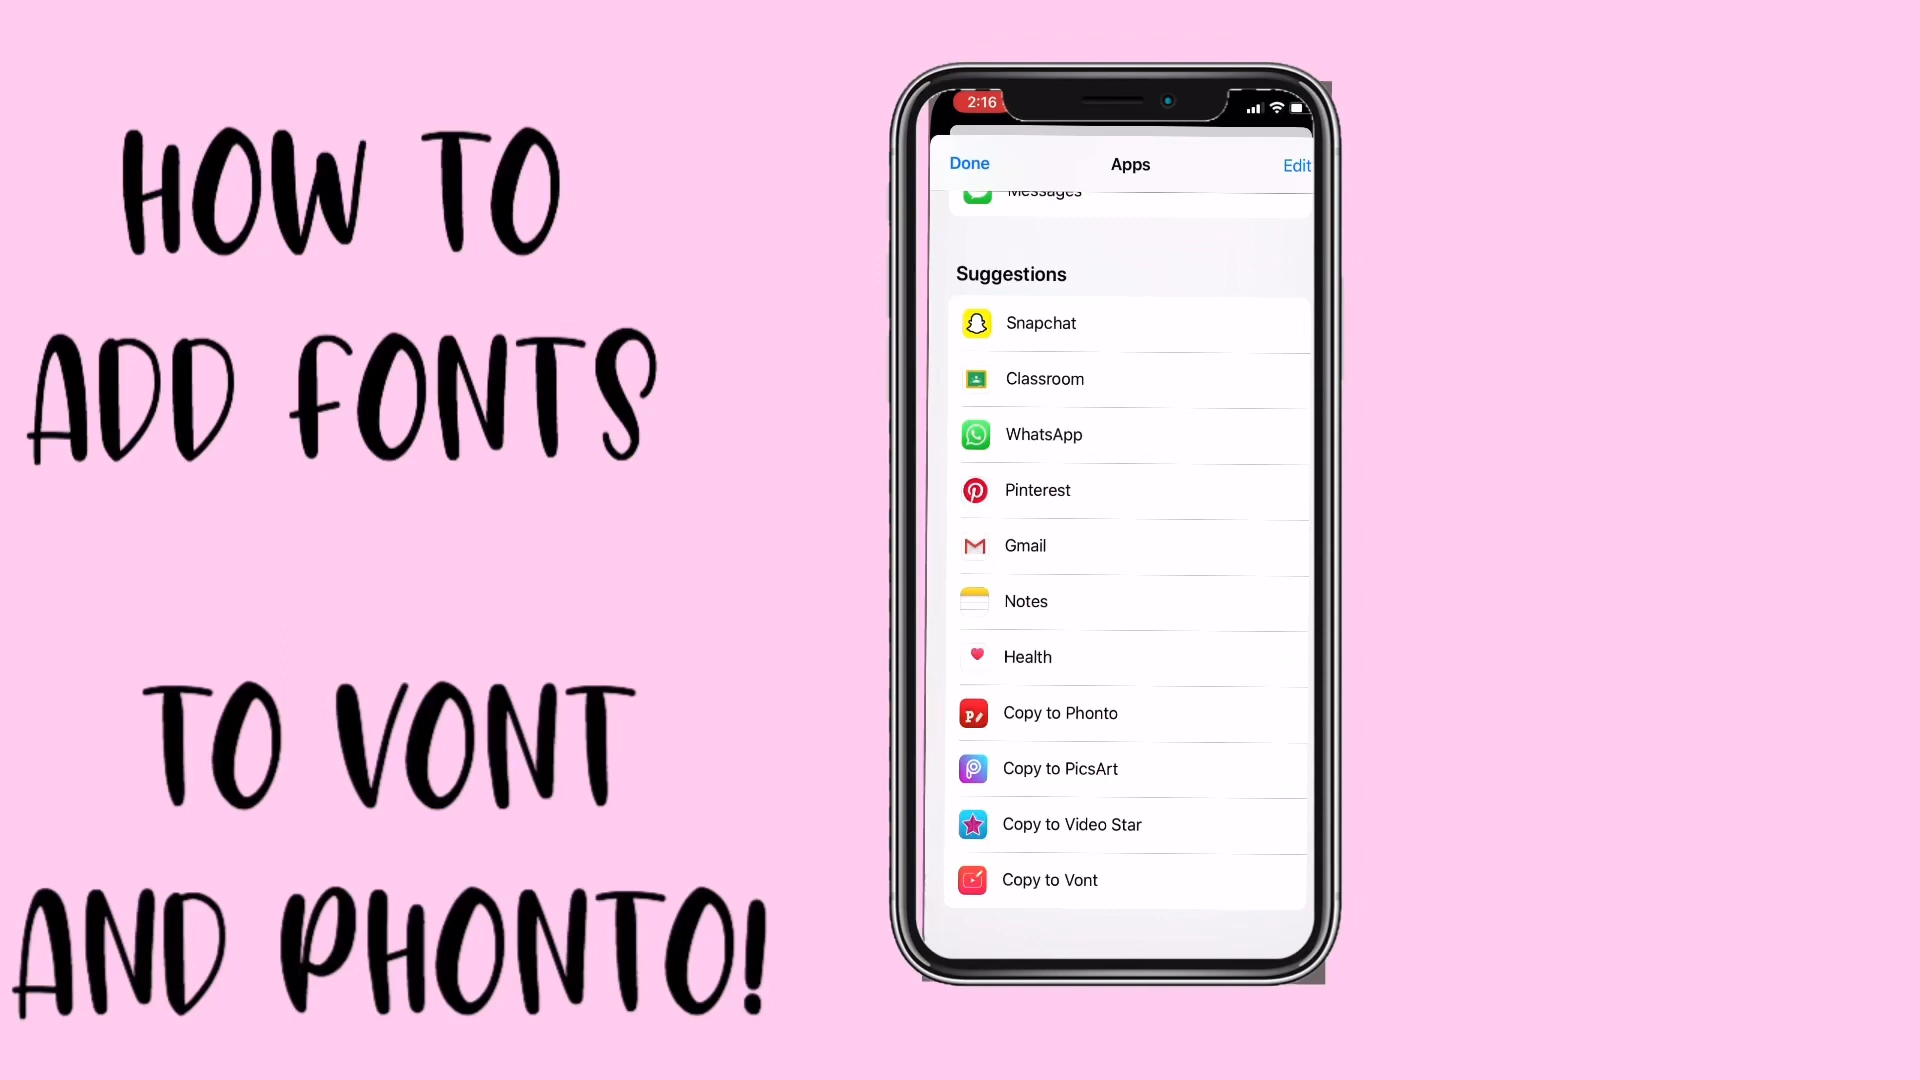 HOW TO
ADD FONTS
TO VONT
AND PHONTO!
2:16
Done
Apps
Edit
Messages
Suggestions
Snapchat
Classroom
WhatsApp
Pinterest
Gmail
Notes
Health
Copy to Phonto
Copy to PicsArt
Copy to Video Star
Copy to Vont